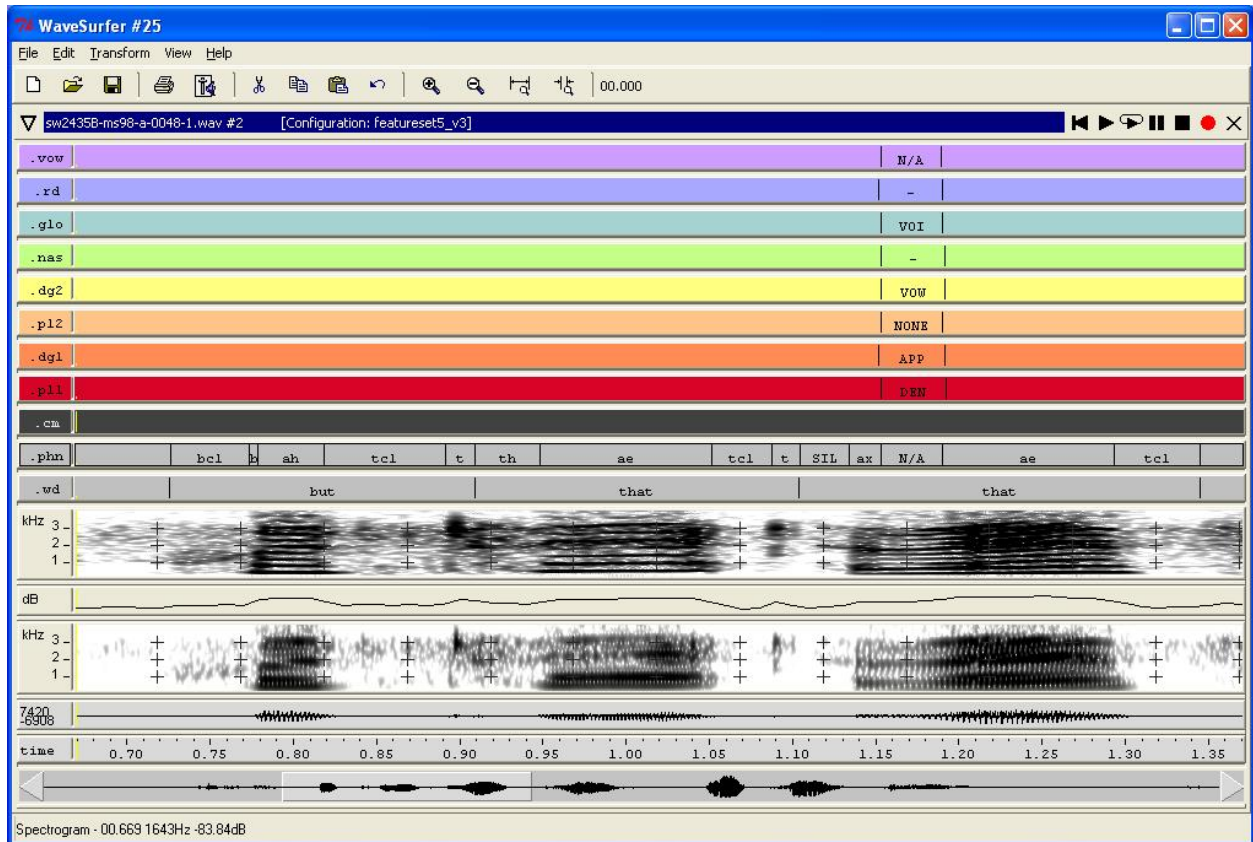 WaveSurfer #25
File Edit Transform View Help
00.000
sw2435B-ms98-a-0048-1.wav #2 [Configuration: featureset5_v3]
.vow N/A
.rd -
.glo VOI
.nas -
.dg2 VOW
.pl2 NONE
.dg1 APP
.pl1 DEN
.cm
.phn bcl b ah tcl t th ae tcl t SIL ax N/A ae tcl
.wd but that that
kHz 3
2
1
dB
kHz 3
2
1
7420
-6908
time 0.70 0.75 0.80 0.85 0.90 0.95 1.00 1.05 1.10 1.15 1.20 1.25 1.30 1.35
Spectrogram - 00.669 1643Hz -83.84dB